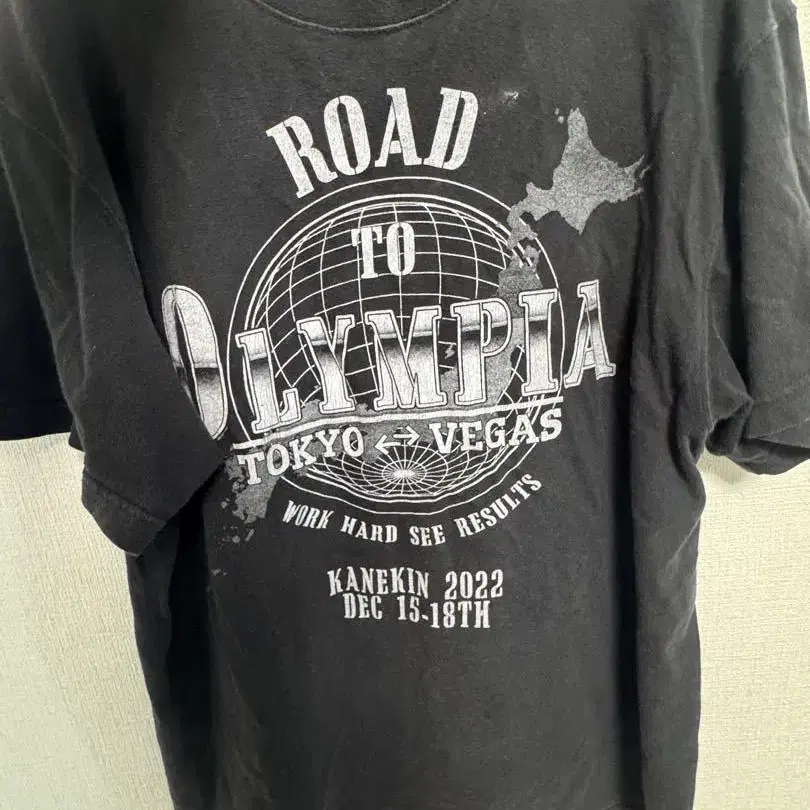 ROAD
TO
OLYMPIA
TOKYO ↔ VEGAS
WORK HARD SEE RESULTS
KANEKIN 2022
DEC 15-18TH